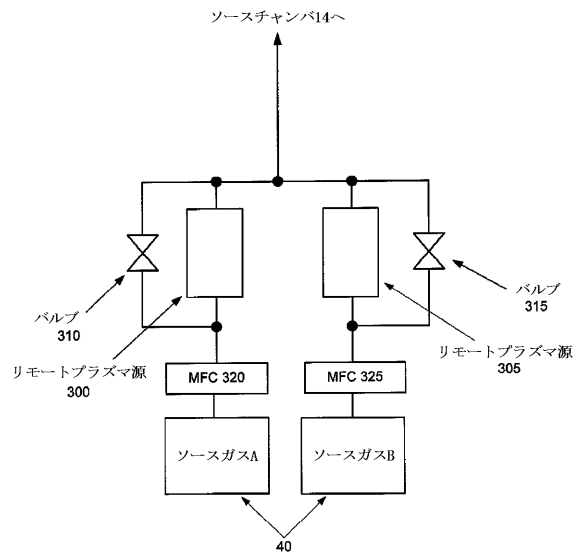 ソースチャンバ14へ
バルブ
310
バルブ
315
リモートプラズマ源
300
リモートプラズマ源
305
MFC 320
MFC 325
ソースガスA
ソースガスB
40